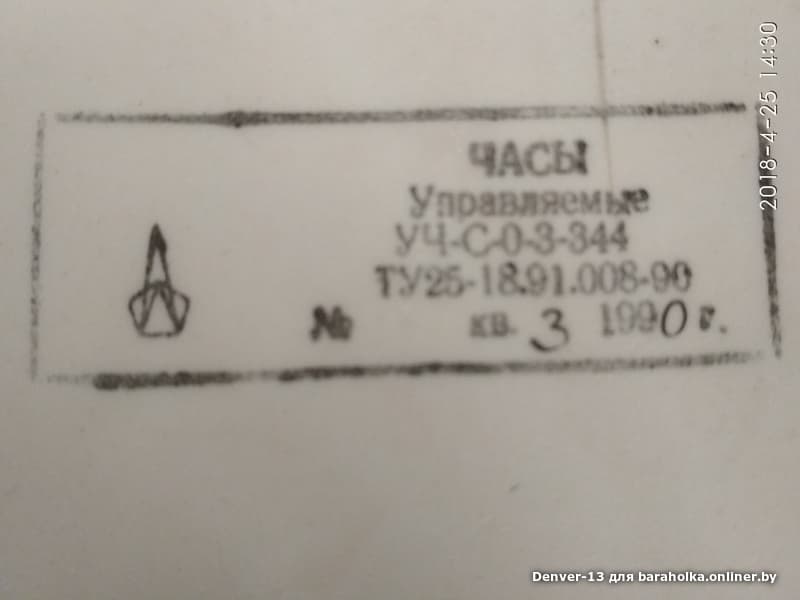 ЧАСЫ
Управляемые
УЧ-С-0-3-344
ТУ25-18.91.008-90
№ кв. 3 1990 г.
2018-4-25 14:30
Denver-13 для baraholka.onliner.by